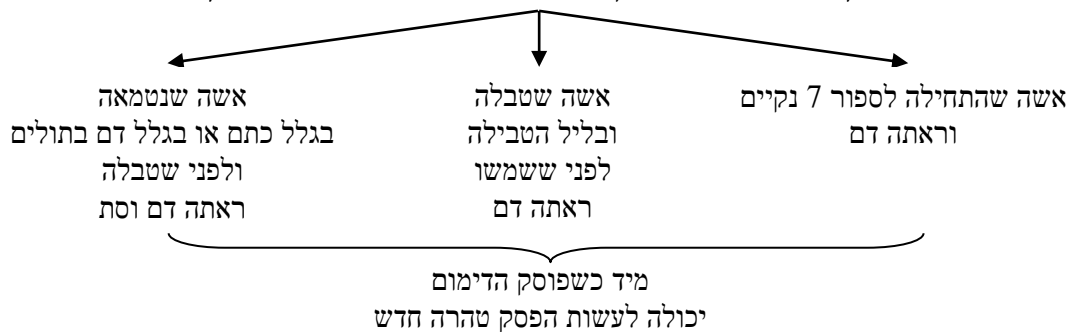 אשה שהתחילה לספור 7 נקיים
וראתה דם
אשה שטבלה
ובליל הטבילה
לפני ששמשו
ראתה דם
אשה שנטמאה
בגלל כתם או בגלל דם בתולים
ולפני שטבלה
ראתה דם וסת
מיד כשפוסק הדימום
יכולה לעשות הפסק טהרה חדש